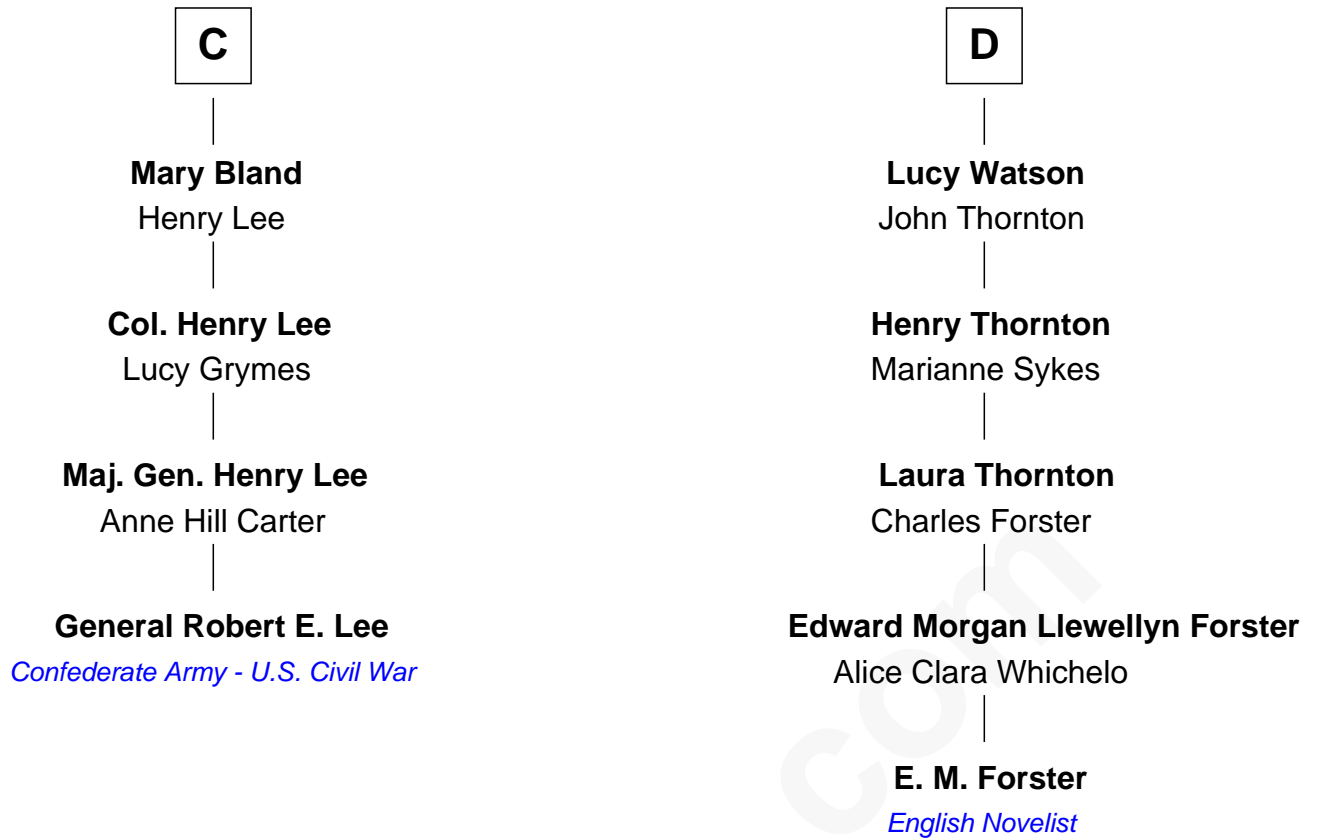 C
Mary Bland
Henry Lee
Col. Henry Lee
Lucy Grymes
Maj. Gen. Henry Lee
Anne Hill Carter
General Robert E. Lee
Confederate Army - U.S. Civil War
D
Lucy Watson
John Thornton
Henry Thornton
Marianne Sykes
Laura Thornton
Charles Forster
Edward Morgan Llewellyn Forster
Alice Clara Whichelo
E. M. Forster
English Novelist
com